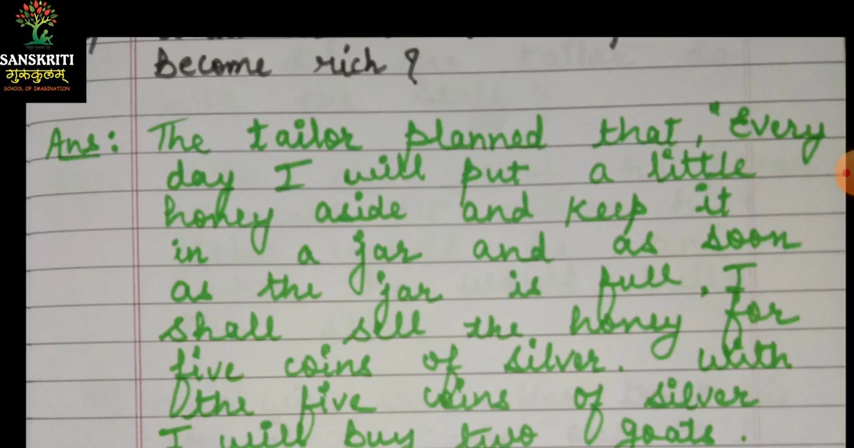 SANSKRITI
गुरुकुलम्
SCHOOL OF IMAGINATION
Become rich ?
Ans: The tailor planned that, "Every
day I will put a little
honey aside and keep it
in a jar and as soon
as the jar is full, I
shall sell the honey for
five coins of silver. With
the five coins of silver
I will buy two goats.